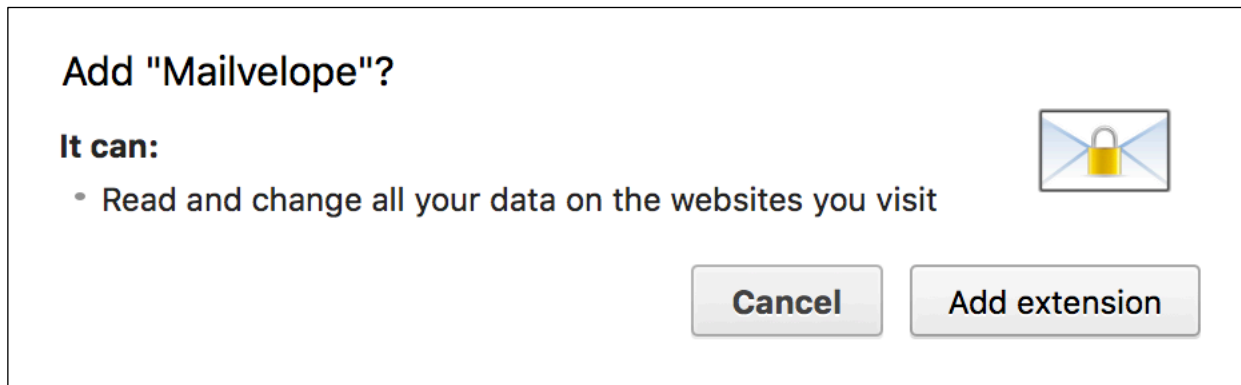 Add "Mailvelope"?
It can:
• Read and change all your data on the websites you visit
Cancel Add extension